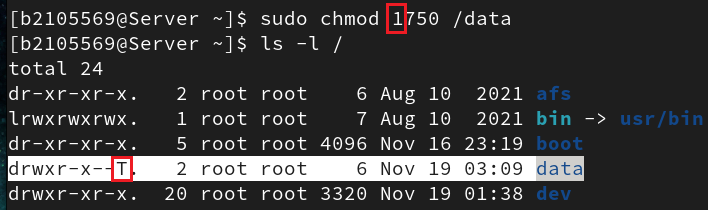 [b2105569@Server ~]$ sudo chmod 1750 /data
[b2105569@Server ~]$ ls -l /
total 24
dr-xr-xr-x.   2 root root    6 Aug 10  2021 afs
lrwxrwxrwx.   1 root root    7 Aug 10  2021 bin -> usr/bin
dr-xr-xr-x.   5 root root 4096 Nov 16 23:19 boot
drwxr-x--T.   2 root root    6 Nov 19 03:09 data
drwxr-xr-x.  20 root root 3320 Nov 19 01:38 dev